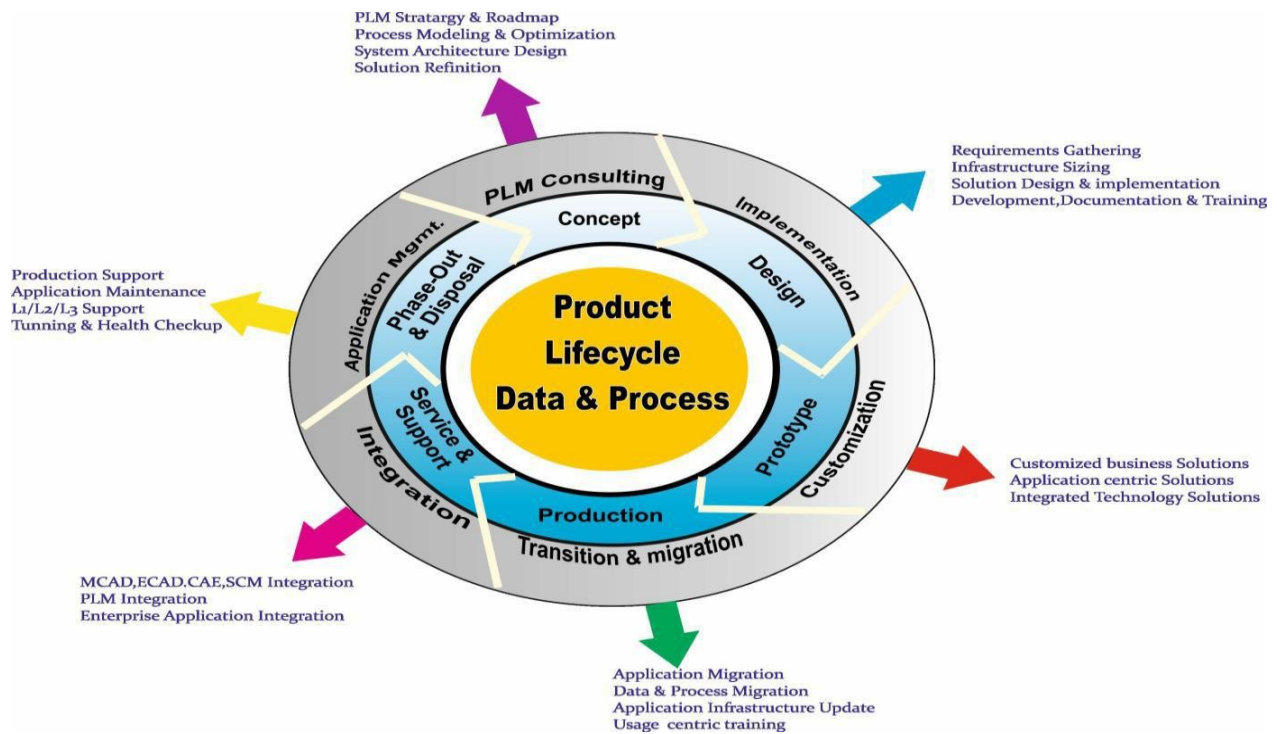 PLM Stratargy & Roadmap
Process Modeling & Optimization
System Architecture Design
Solution Refinition
Requirements Gathering
Infrastructure Sizing
Solution Design & implementation
Development,Documentation & Training
PLM Consulting
Implementation
Concept
Application Mgmt.
Phase-Out
& Disposal
Design
Production Support
Application Maintenance
L1/L2/L3 Support
Tunning & Health Checkup
Product
Lifecycle
Data & Process
Service &
Support
Prototype
Customization
Integration
Production
Transition & migration
Customized business Solutions
Application centric Solutions
Integrated Technology Solutions
MCAD,ECAD.CAE,SCM Integration
PLM Integration
Enterprise Application Integration
Application Migration
Data & Process Migration
Application Infrastructure Update
Usage centric training